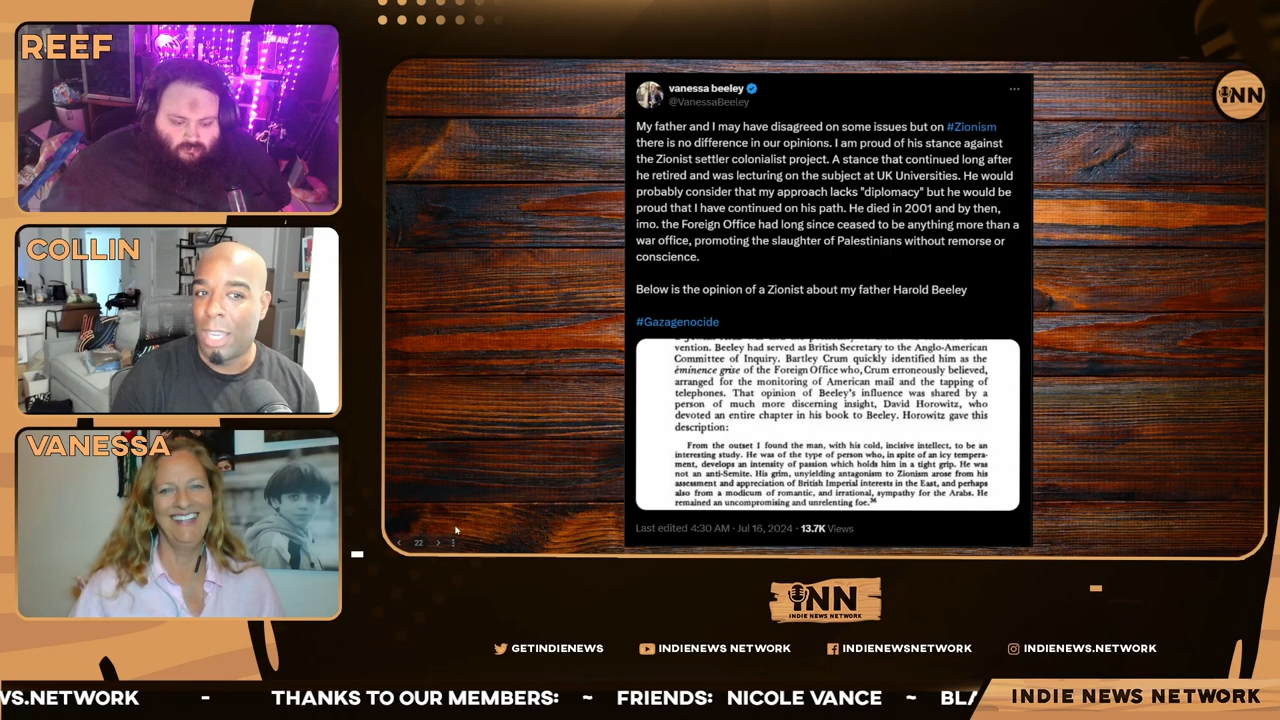 REEF
COLLIN
VANESSA
vanessa beeley
@VanessaBeeley
My father and I may have disagreed on some issues but on #Zionism
there is no difference in our opinions. I am proud of his stance against
the Zionist settler colonialist project. A stance that continued long after
he retired and was lecturing on the subject at UK Universities. He would
probably consider that my approach lacks "diplomacy" but he would be
proud that I have continued on his path. He died in 2001 and by then,
imo. the Foreign Office had long since ceased to be anything more than a
war office, promoting the slaughter of Palestinians without remorse or
conscience.
Below is the opinion of a Zionist about my father Harold Beeley
#Gazagenocide
vention. Beeley had served as British Secretary to the Anglo-American
Committee of Inquiry. Bartley Crum quickly identified him as the
éminence grise of the Foreign Office who, Crum erroneously believed,
arranged for the monitoring of American mail and the tapping of
telephones. That opinion of Beeley's influence was shared by a
person of much more discerning insight, David Horowitz, who
devoted an entire chapter in his book to Beeley. Horowitz gave this
description:
From the outset I found the man, with his cold, incisive intellect, to be an
interesting study. He was of the type of person who, in spite of an icy tempera-
ment, develops an intensity of passion which holds him in a tight grip. He was
not an anti-Semite. His grim, unyielding antagonism to Zionism arose from his
assessment and appreciation of British Imperial interests in the East, and perhaps
also from a modicum of romantic, and irrational, sympathy for the Arabs. He
remained an uncompromising and unrelenting foe.36
Last edited 4:30 AM · Jul 16, 2024 · 13.7K Views
22
INN
INN
INDIE NEWS NETWORK
GETINDIENEWS
INDIENEWS NETWORK
INDIENEWSNETWORK
INDIENEWS.NETWORK
WS.NETWORK - THANKS TO OUR MEMBERS: ~ FRIENDS: NICOLE VANCE ~ BLA
INDIE NEWS NETWORK